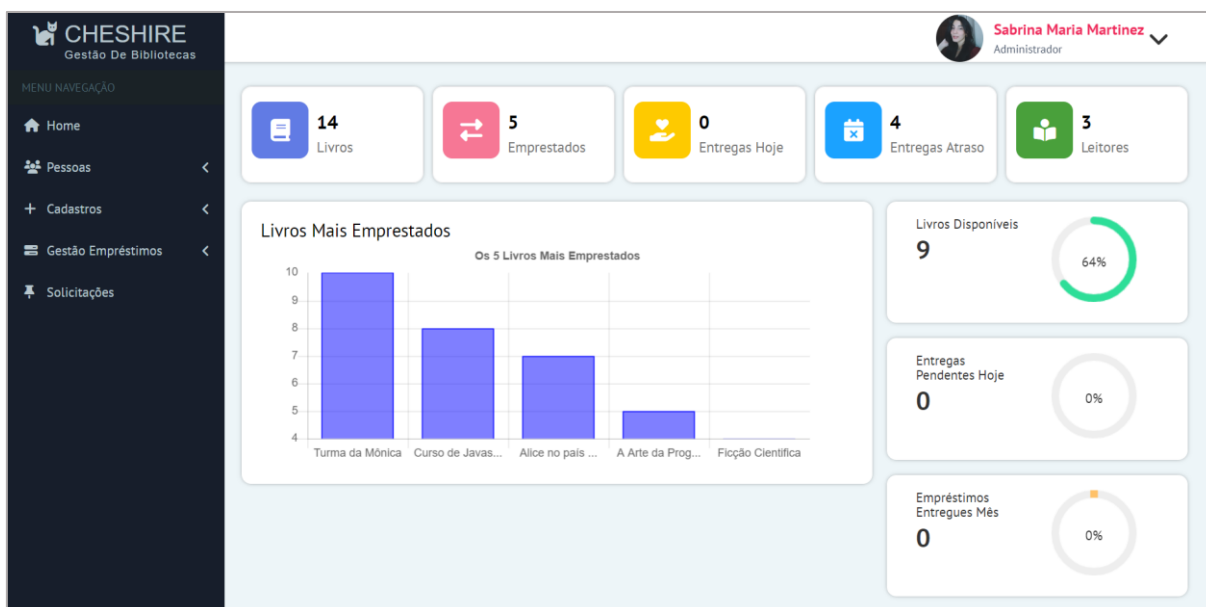 CHESHIRE
Gestão De Bibliotecas
MENU NAVEGAÇÃO
Home
Pessoas
Cadastros
Gestão Empréstimos
Solicitações
Sabrina Maria Martinez
Administrador
14
Livros
5
Emprestados
0
Entregas Hoje
4
Entregas Atraso
3
Leitores
Livros Mais Emprestados
Os 5 Livros Mais Emprestados
10
9
8
7
6
5
4
Turma da Mônica
Curso de Javas...
Alice no país ...
A Arte da Prog...
Ficção Cientifica
Livros Disponíveis
9
64%
Entregas
Pendentes Hoje
0
0%
Empréstimos
Entregues Mês
0
0%